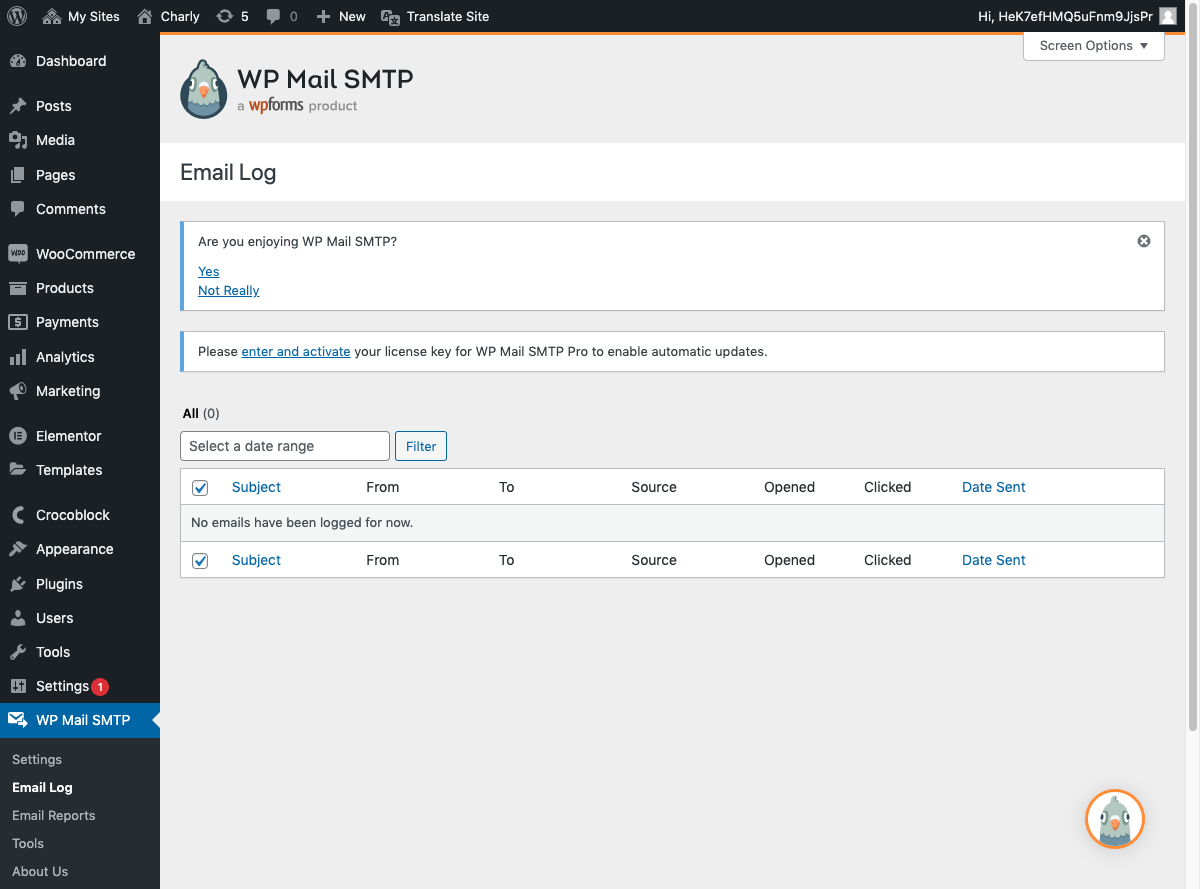 My Sites Charly 5 0 New Translate Site Hi, HeK7efHMQ5uFnm9JjsPr
Screen Options ▼
Dashboard
Posts
Media
Pages
Comments
WooCommerce
Products
Payments
Analytics
Marketing
Elementor
Templates
Crocoblock
Appearance
Plugins
Users
Tools
Settings 1
WP Mail SMTP
Settings
Email Log
Email Reports
Tools
About Us
WP Mail SMTP
a wpforms product
Email Log
Are you enjoying WP Mail SMTP?
Yes
Not Really
Please enter and activate your license key for WP Mail SMTP Pro to enable automatic updates.
All (0)
Select a date range Filter
Subject From To Source Opened Clicked Date Sent
No emails have been logged for now.
Subject From To Source Opened Clicked Date Sent